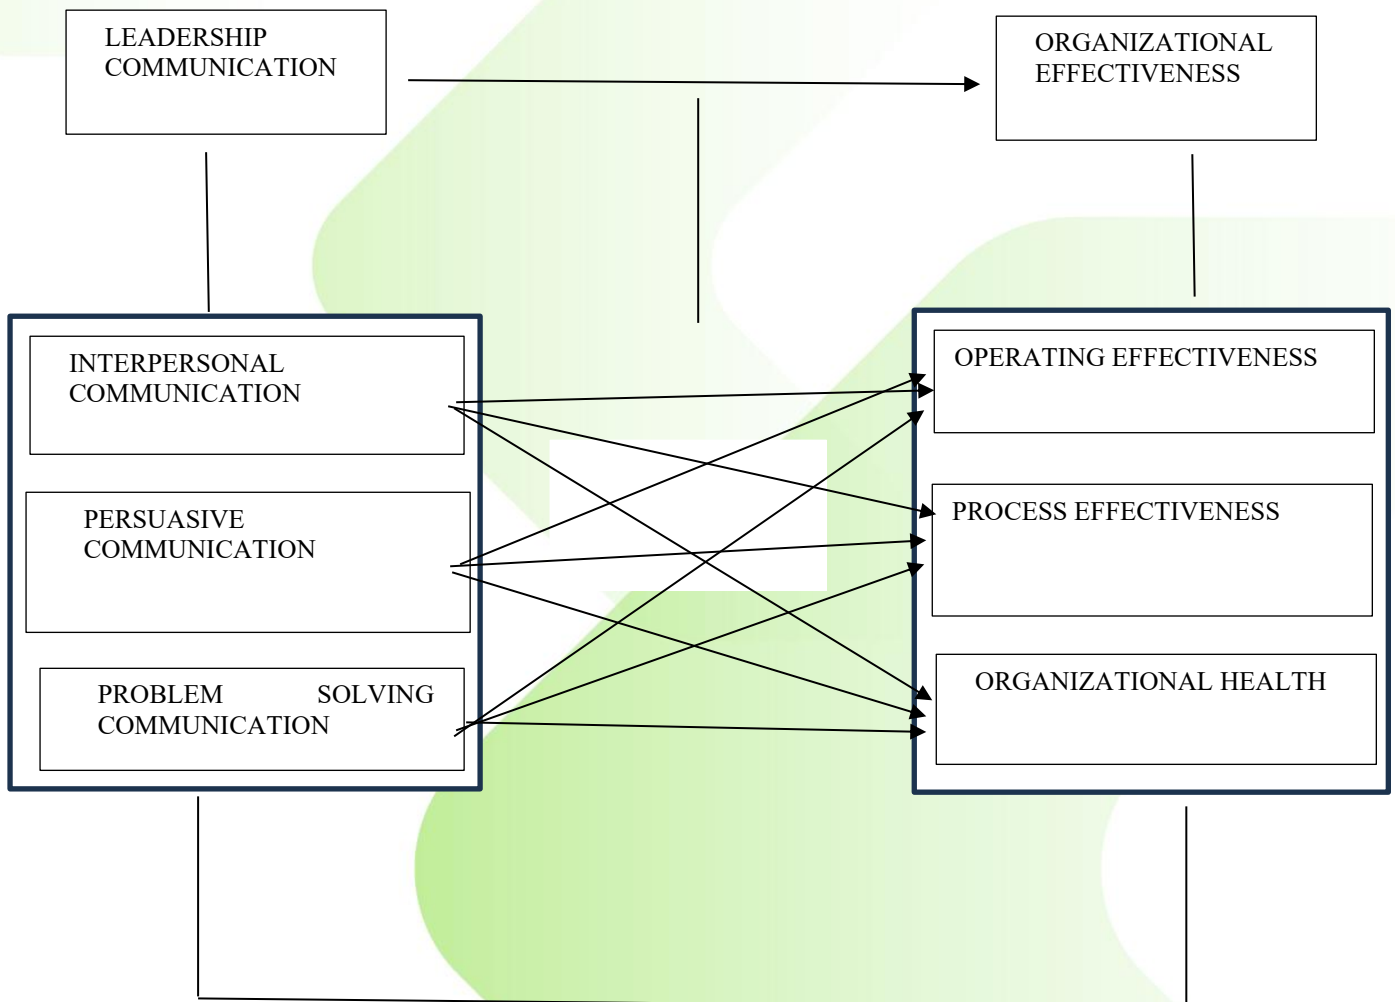 LEADERSHIP
COMMUNICATION
ORGANIZATIONAL
EFFECTIVENESS
INTERPERSONAL
COMMUNICATION
OPERATING EFFECTIVENESS
PERSUASIVE
COMMUNICATION
PROCESS EFFECTIVENESS
PROBLEM SOLVING
COMMUNICATION
ORGANIZATIONAL HEALTH